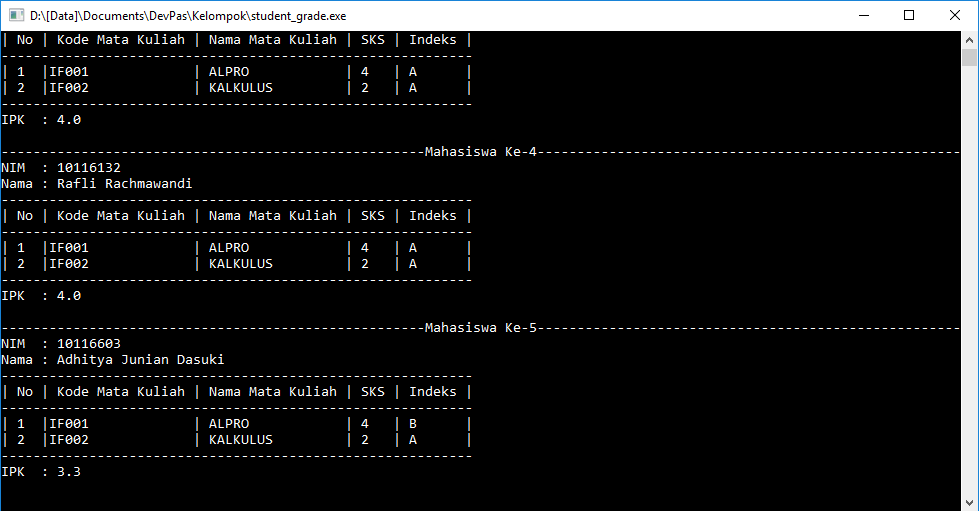 D:\[Data]\Documents\DevPas\Kelompok\student_grade.exe
| No | Kode Mata Kuliah | Nama Mata Kuliah | SKS | Indeks |
-----------------------------------------------------------
| 1  |IF001             | ALPRO            | 4   | A      |
| 2  |IF002             | KALKULUS         | 2   | A      |
-----------------------------------------------------------
IPK  : 4.0
-----------------------------------------------------Mahasiswa Ke-4-----------------------------------------------------
NIM  : 10116132
Nama : Rafli Rachmawandi
-----------------------------------------------------------
| No | Kode Mata Kuliah | Nama Mata Kuliah | SKS | Indeks |
-----------------------------------------------------------
| 1  |IF001             | ALPRO            | 4   | A      |
| 2  |IF002             | KALKULUS         | 2   | A      |
-----------------------------------------------------------
IPK  : 4.0
-----------------------------------------------------Mahasiswa Ke-5-----------------------------------------------------
NIM  : 10116603
Nama : Adhitya Junian Dasuki
-----------------------------------------------------------
| No | Kode Mata Kuliah | Nama Mata Kuliah | SKS | Indeks |
-----------------------------------------------------------
| 1  |IF001             | ALPRO            | 4   | B      |
| 2  |IF002             | KALKULUS         | 2   | A      |
-----------------------------------------------------------
IPK  : 3.3